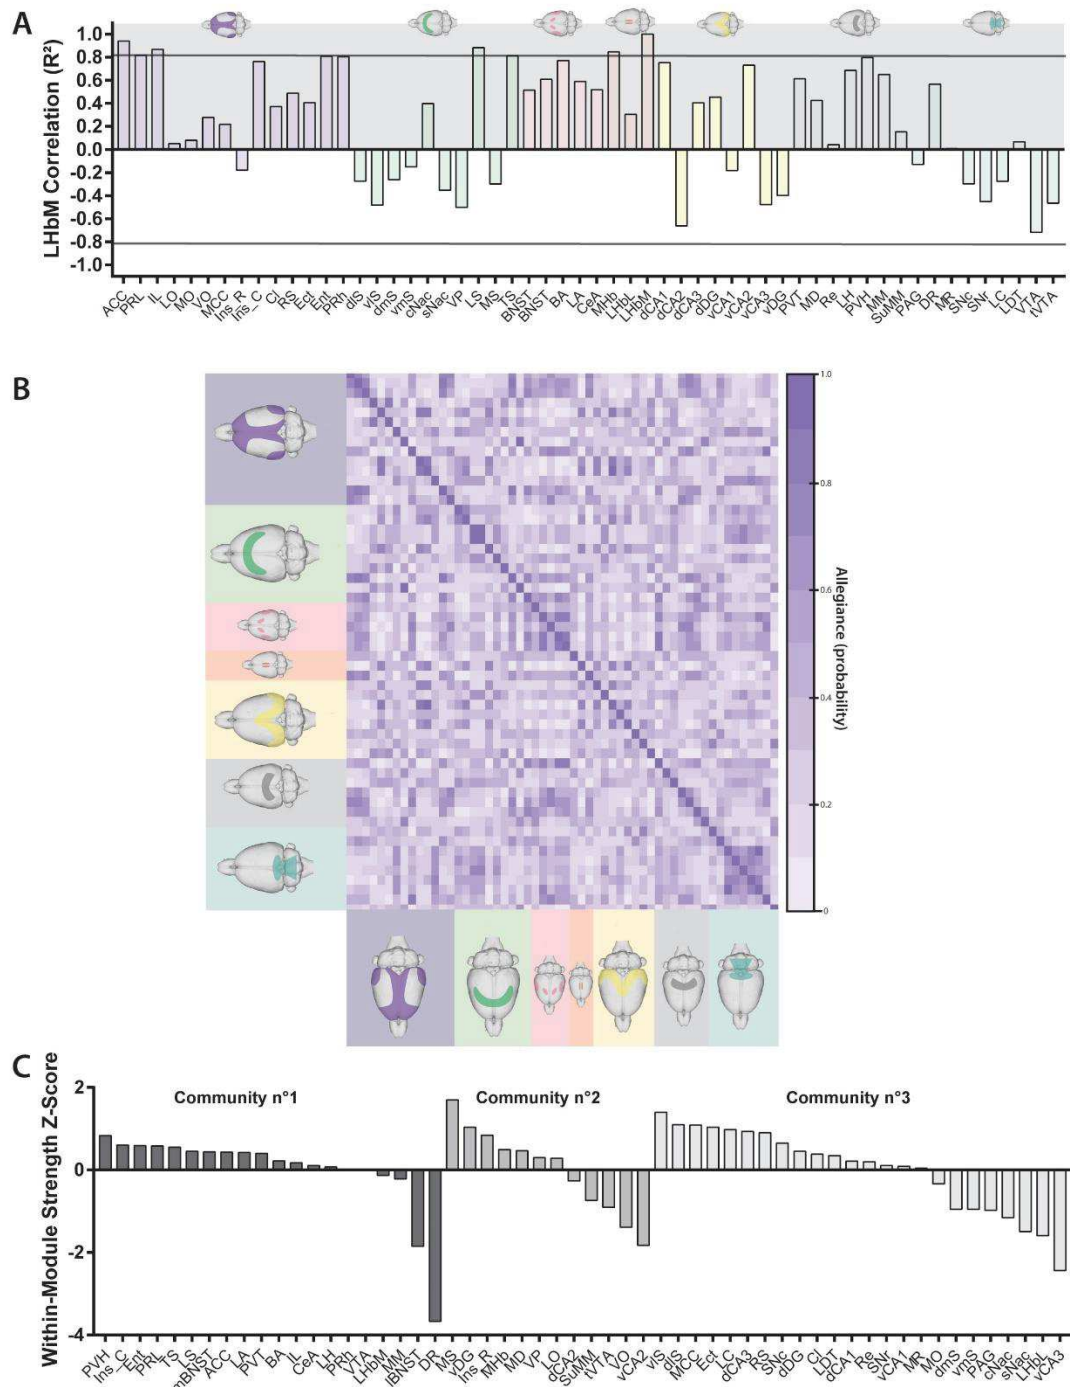 A
LHbM Correlation (R²)
1.0
0.8
0.6
0.4
0.2
0.0
-0.2
-0.4
-0.6
-0.8
-1.0
ACC PRL IL LO MO VO MCC Ins_R Ins_C Cl RS Ect Ent PRh dlS vlS dmS vmS cNac sNac VP LS MS TS BNST BNST BA LA CeA MHb LHbL LHbM dCA1 dCA2 dCA3 dDG vCA1 vCA2 vCA3 vDG PVT MD Re LH PVH MM SuMM PAG DR MR SNc SNr LC LDT VTA tVTA
B
1.0
0.8
0.6
0.4
0.2
0
Allegiance (probability)
C
Within-Module Strength Z-Score
2
0
-2
-4
Community n°1 Community n°2 Community n°3
PVH Ins_C Ent PRL TS LS mBNST ACC LA PVT BA IL CeA LH PRh VTA LHbM MM lBNST DR MS vDG Ins_R MHb MD VP LO dCA2 SuMM tVTA VO vCA2 vlS dlS MCC Ect LC dCA3 RS SNc dDG Cl LDT dCA1 Re SNr vCA1 MR MO dmS vmS PAG cNac sNac LHbL vCA3